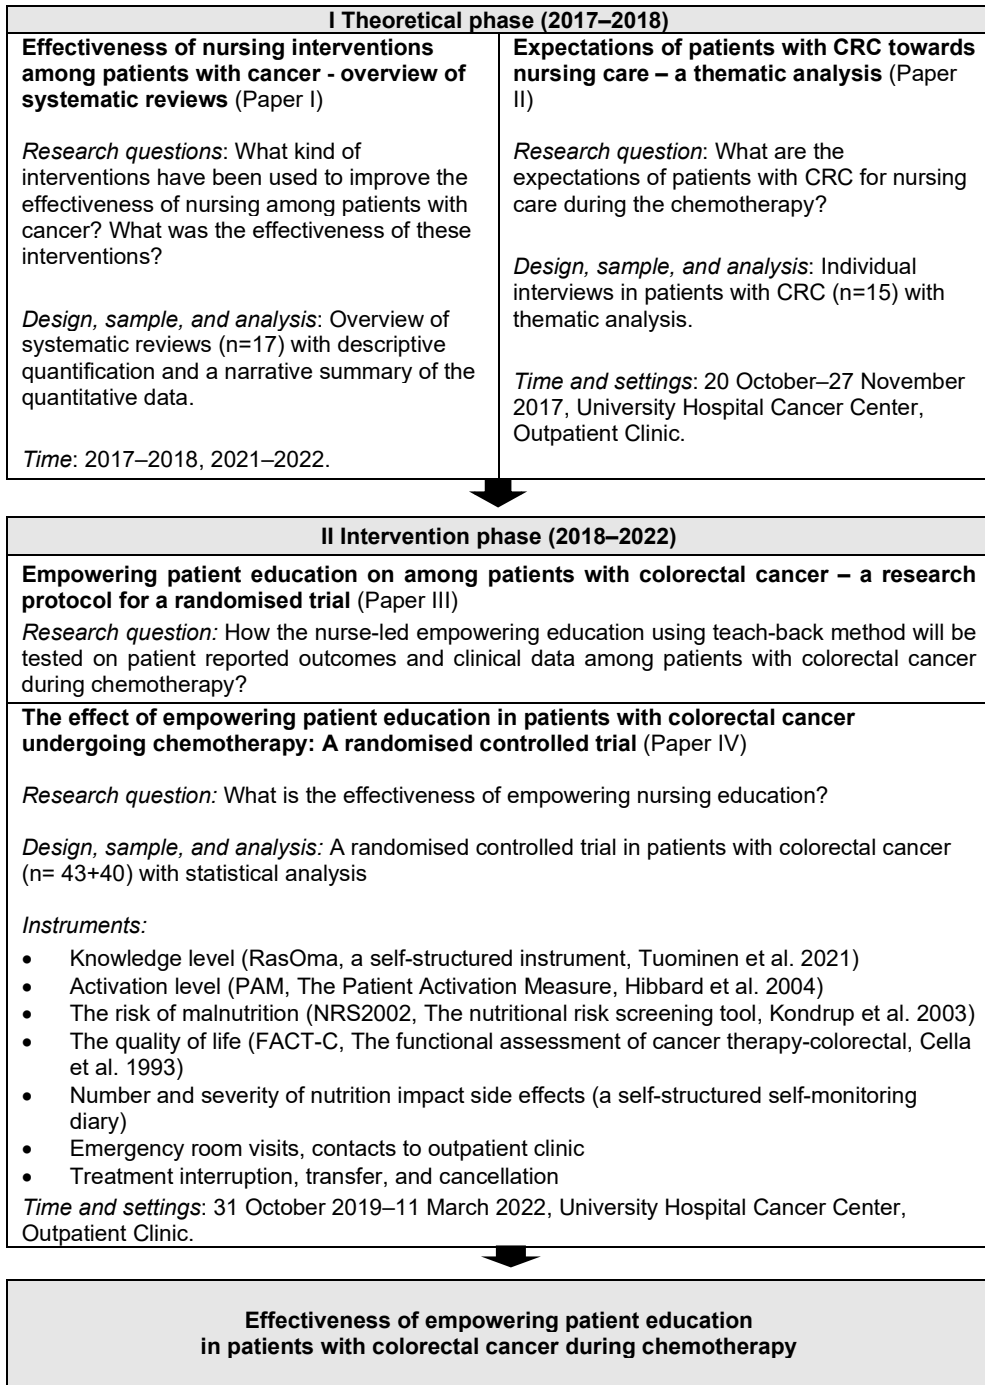 I Theoretical phase (2017–2018)
Effectiveness of nursing interventions
among patients with cancer - overview of
systematic reviews (Paper I)
Research questions: What kind of
interventions have been used to improve the
effectiveness of nursing among patients with
cancer? What was the effectiveness of these
interventions?
Design, sample, and analysis: Overview of
systematic reviews (n=17) with descriptive
quantification and a narrative summary of the
quantitative data.
Time: 2017–2018, 2021–2022.
Expectations of patients with CRC towards
nursing care – a thematic analysis (Paper
II)
Research question: What are the
expectations of patients with CRC for nursing
care during the chemotherapy?
Design, sample, and analysis: Individual
interviews in patients with CRC (n=15) with
thematic analysis.
Time and settings: 20 October–27 November
2017, University Hospital Cancer Center,
Outpatient Clinic.
II Intervention phase (2018–2022)
Empowering patient education on among patients with colorectal cancer – a research
protocol for a randomised trial (Paper III)
Research question: How the nurse-led empowering education using teach-back method will be
tested on patient reported outcomes and clinical data among patients with colorectal cancer
during chemotherapy?
The effect of empowering patient education in patients with colorectal cancer
undergoing chemotherapy: A randomised controlled trial (Paper IV)
Research question: What is the effectiveness of empowering nursing education?
Design, sample, and analysis: A randomised controlled trial in patients with colorectal cancer
(n= 43+40) with statistical analysis
Instruments:
• Knowledge level (RasOma, a self-structured instrument, Tuominen et al. 2021)
• Activation level (PAM, The Patient Activation Measure, Hibbard et al. 2004)
• The risk of malnutrition (NRS2002, The nutritional risk screening tool, Kondrup et al. 2003)
• The quality of life (FACT-C, The functional assessment of cancer therapy-colorectal, Cella
et al. 1993)
• Number and severity of nutrition impact side effects (a self-structured self-monitoring
diary)
• Emergency room visits, contacts to outpatient clinic
• Treatment interruption, transfer, and cancellation
Time and settings: 31 October 2019–11 March 2022, University Hospital Cancer Center,
Outpatient Clinic.
Effectiveness of empowering patient education
in patients with colorectal cancer during chemotherapy